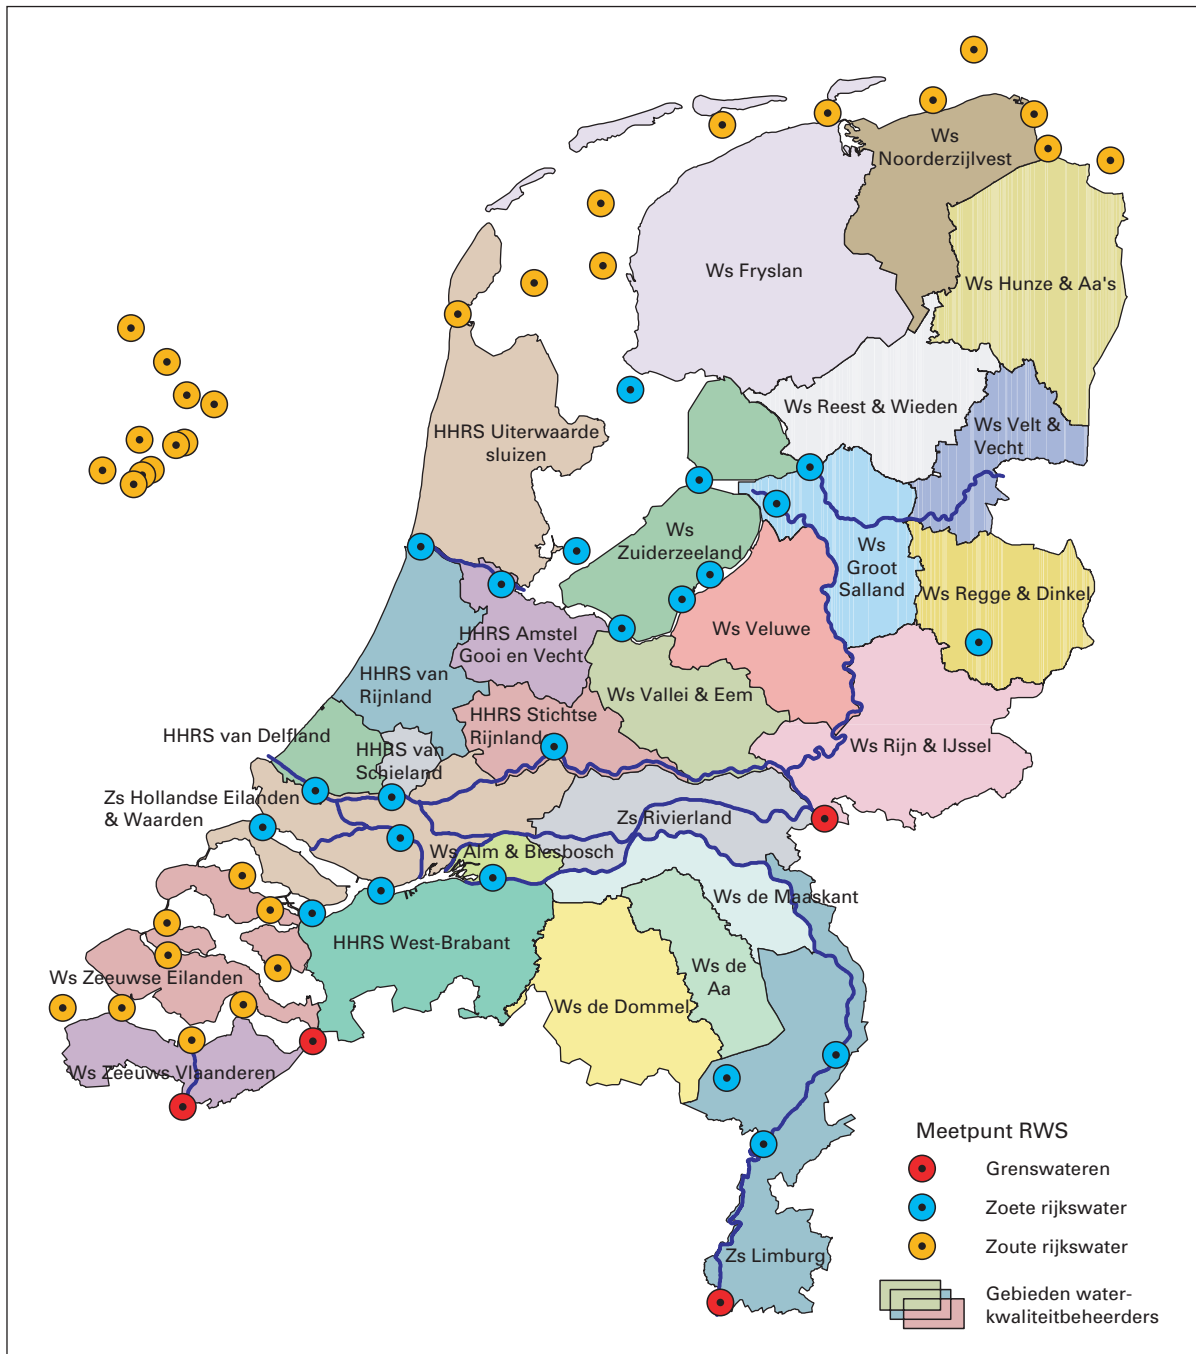 Ws
Noorderzijlvest
Ws Fryslan
Ws Hunze & Aa's
Ws Reest & Wieden
Ws Velt &
Vecht
HHRS Uiterwaarde
sluizen
Ws
Zuiderzeeland
Ws
Groot
Salland
Ws Regge & Dinkel
HHRS Amstel
Gooi en Vecht
Ws Veluwe
HHRS van
Rijnland
Ws Vallei & Eem
HHRS Stichtse
Rijnland
HHRS van Delfland
HHRS van
Schieland
Ws Rijn & IJssel
Zs Hollandse Eilanden
& Waarden
Zs Rivierland
Ws Alm & Biesbosch
Ws de Maaskant
HHRS West-Brabant
Ws de
Aa
Ws Zeeuwse Eilanden
Ws de Dommel
Ws Zeeuws Vlaanderen
Zs Limburg
Meetpunt RWS
Grenswateren
Zoete rijkswater
Zoute rijkswater
Gebieden water-
kwaliteitbeheerders